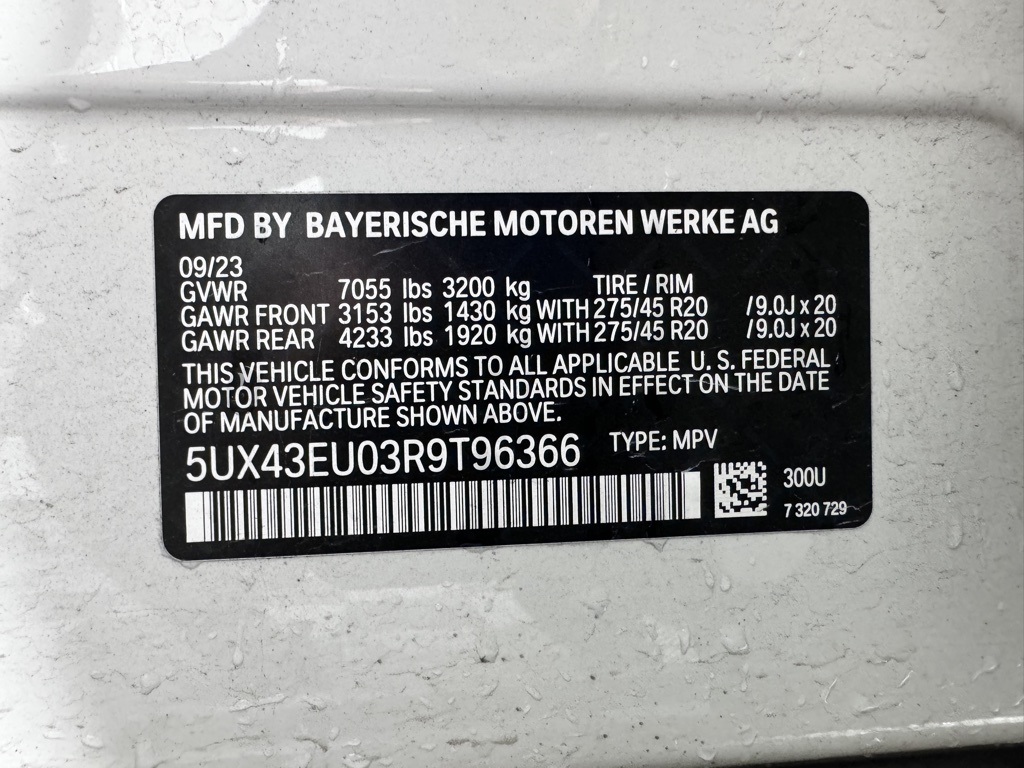 MFD BY BAYERISCHE MOTOREN WERKE AG
09/23
GVWR 7055 lbs 3200 kg TIRE / RIM
GAWR FRONT 3153 lbs 1430 kg WITH 275/45 R20 /9.0J x 20
GAWR REAR 4233 lbs 1920 kg WITH 275/45 R20 /9.0J x 20
THIS VEHICLE CONFORMS TO ALL APPLICABLE U. S. FEDERAL
MOTOR VEHICLE SAFETY STANDARDS IN EFFECT ON THE DATE
OF MANUFACTURE SHOWN ABOVE.
5UX43EU03R9T96366 TYPE: MPV
300U
7 320 729